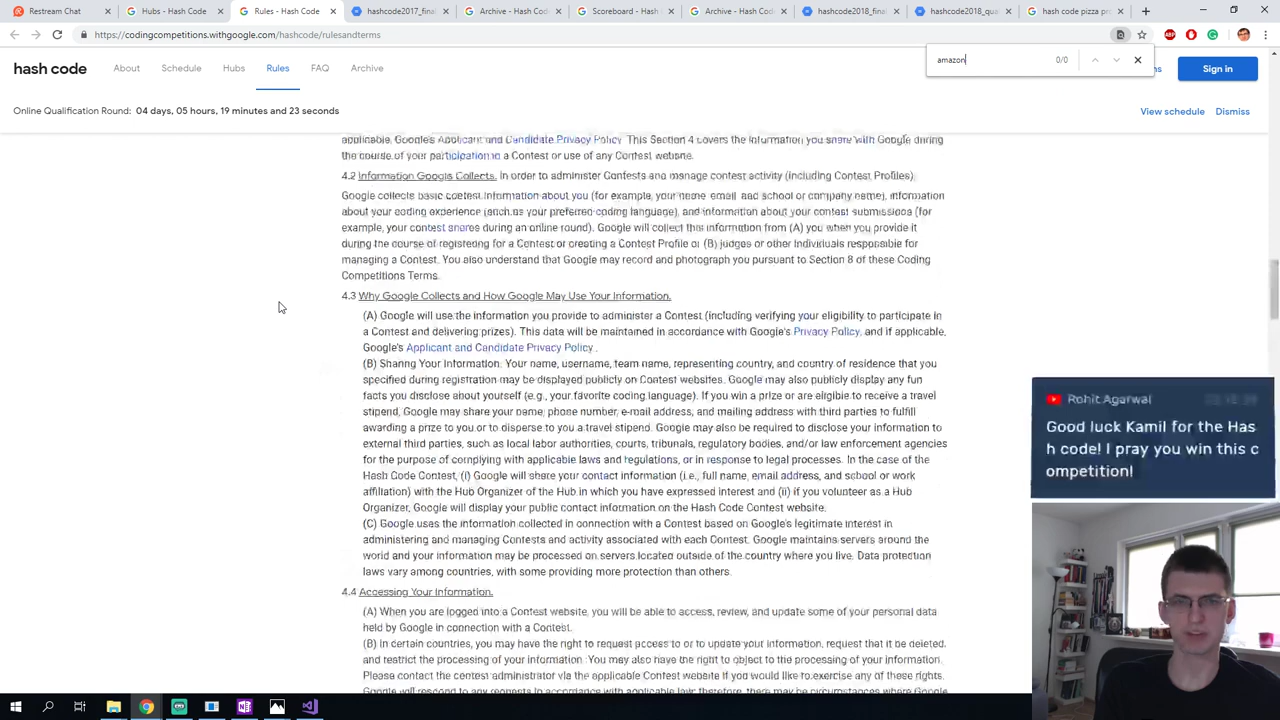 Restream Chat
Hubs - Hash Code
Rules - Hash Code
hashcode2017_final
Archive - Hash Code
Scoreboard - Hash Code
Archive - Hash Code
hashcode2018_final
hashcode2018_qual
hash code pizza pr
https://codingcompetitions.withgoogle.com/hashcode/rulesandterms
hash code
About
Schedule
Hubs
Rules
FAQ
Archive
amazon
0/0
Sign in
Online Qualification Round: 04 days, 05 hours, 19 minutes and 23 seconds
View schedule
Dismiss
applicable, Google's Applicant and Candidate Privacy Policy. This Section 4 covers the information you share with Google during
the course of your participation in a Contest or use of any Contest website.
4.2 Information Google Collects. In order to administer Contests and manage contest activity (including Contest Profiles),
Google collects basic contest information about you (for example, your name, email, and school or company name), information
about your coding experience (such as your preferred coding language), and information about your contest submissions (for
example, your contest shares during an online round). Google will collect this information from (A) you when you provide it
during the course of registering for a Contest or creating a Contest Profile or (B) judges or other individuals responsible for
managing a Contest. You also understand that Google may record and photograph you pursuant to Section 8 of these Coding
Competitions Terms.
4.3 Why Google Collects and How Google May Use Your Information.
(A) Google will use the information you provide to administer a Contest (including verifying your eligibility to participate in
a Contest and delivering prizes). This data will be maintained in accordance with Google's Privacy Policy, and if applicable,
Google's Applicant and Candidate Privacy Policy .
(B) Sharing Your Information. Your name, username, team name, representing country, and country of residence that you
specified during registration may be displayed publicly on Contest websites. Google may also publicly display any fun
facts you disclose about yourself (e.g., your favorite coding language). If you win a prize or are eligible to receive a travel
stipend, Google may share your name, phone number, e-mail address, and mailing address with third parties to fulfill
awarding a prize to you or to disperse to you a travel stipend. Google may also be required to disclose your information to
external third parties, such as local labor authorities, courts, tribunals, regulatory bodies, and/or law enforcement agencies
for the purpose of complying with applicable laws and regulations, or in response to legal processes. In the case of the
Hash Code Contest, (i) Google will share your contact information (i.e., full name, email address, and school or work
affiliation) with the Hub Organizer of the Hub in which you have expressed interest and (ii) if you volunteer as a Hub
Organizer, Google will display your public contact information on the Hash Code Contest website.
(C) Google uses the information collected in connection with a Contest based on Google's legitimate interest in
administering and managing Contests and activity associated with each Contest. Google maintains servers around the
world and your information may be processed on servers located outside of the country where you live. Data protection
laws vary among countries, with some providing more protection than others.
4.4 Accessing Your Information.
(A) When you are logged into a Contest website, you will be able to access, review, and update some of your personal data
held by Google in connection with a Contest.
(B) In certain countries, you may have the right to request access to or to update your information, request that it be deleted,
and restrict the processing of your information. You may also have the right to object to the processing of your information.
Please contact the contest administrator via the applicable Contest website if you would like to exercise any of these rights.
Google will respond to any requests in accordance with applicable law; therefore, there may be circumstances where Google
Rohit Agarwal
Good luck Kamil for the Has
h code! I pray you win this c
ompetition!